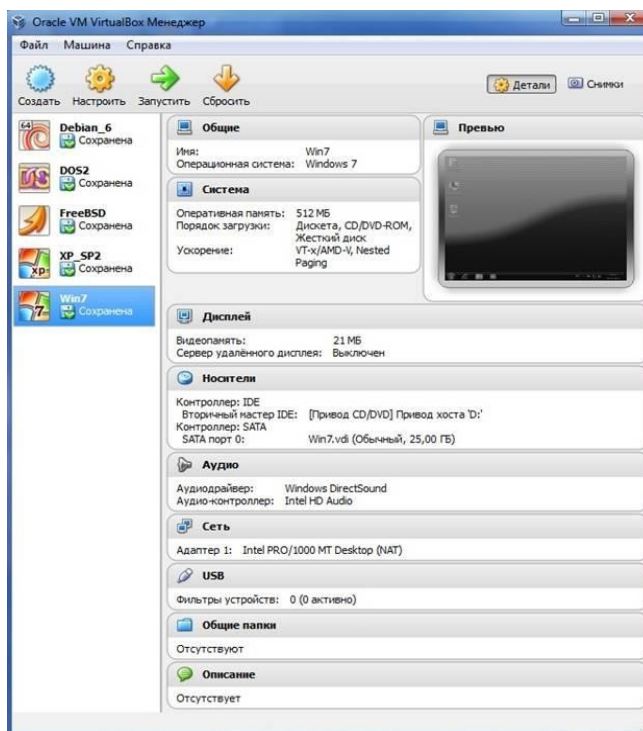 Oracle VM VirtualBox Менеджер
Файл Машина Справка
Создать Настроить Запустить Сбросить
Детали Снимки
64 Debian_6
Сохранена
DOS2
Сохранена
FreeBSD
Сохранена
XP_SP2
Сохранена
Win7
Сохранена
Общие
Имя: Win7
Операционная система: Windows 7
Система
Оперативная память: 512 МБ
Порядок загрузки: Дискета, CD/DVD-ROM,
Жесткий диск
Ускорение: VT-x/AMD-V, Nested
Paging
Превью
Дисплей
Видеопамять: 21 МБ
Сервер удалённого дисплея: Выключен
Носители
Контроллер: IDE
Вторичный мастер IDE: [Привод CD/DVD] Привод хоста 'D:'
Контроллер: SATA
SATA порт 0: Win7.vdi (Обычный, 25,00 ГБ)
Аудио
Аудиодрайвер: Windows DirectSound
Аудио-контроллер: Intel HD Audio
Сеть
Адаптер 1: Intel PRO/1000 MT Desktop (NAT)
USB
Фильтры устройств: 0 (0 активно)
Общие папки
Отсутствуют
Описание
Отсутствует